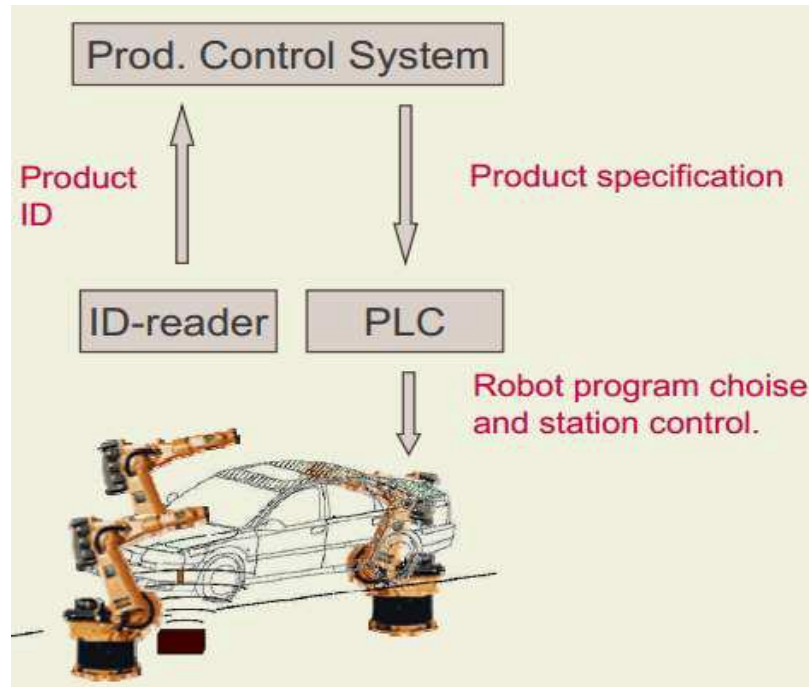 Prod. Control System
Product
ID
Product specification
ID-reader
PLC
Robot program choise
and station control.